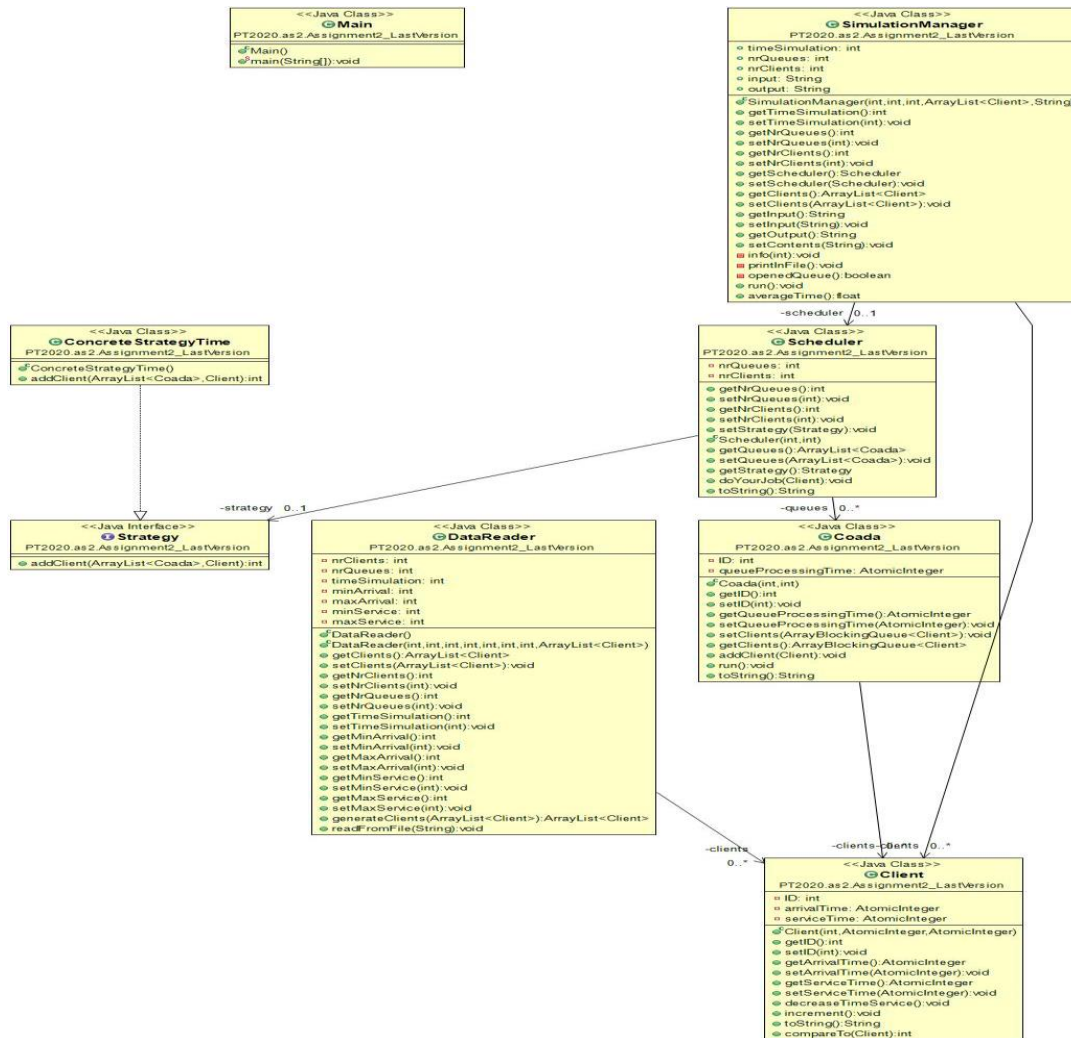 <<Java Class>>
Main
PT2020.as2.Assignment2_LastVersion
Main()
main(String[]):void
<<Java Class>>
SimulationManager
PT2020.as2.Assignment2_LastVersion
timeSimulation: int
nrQueues: int
nrClients: int
input: String
output: String
SimulationManager(int,int,int,ArrayList<Client>,String)
getTimeSimulation():int
setTimeSimulation(int):void
getNrQueues():int
setNrQueues(int):void
getNrClients():int
setNrClients(int):void
getScheduler():Scheduler
setScheduler(Scheduler):void
getClients():ArrayList<Client>
setClients(ArrayList<Client>):void
getInput():String
setInput(String):void
getOutput():String
setContents(String):void
info(int):void
printInFile():void
openedQueue():boolean
run():void
averageTime():float
-scheduler 0..1
<<Java Class>>
ConcreteStrategyTime
PT2020.as2.Assignment2_LastVersion
ConcreteStrategyTime()
addClient(ArrayList<Coada>,Client):int
<<Java Class>>
Scheduler
PT2020.as2.Assignment2_LastVersion
nrQueues: int
nrClients: int
getNrQueues():int
setNrQueues(int):void
getNrClients():int
setNrClients(int):void
setStrategy(Strategy):void
Scheduler(int,int)
getQueues():ArrayList<Coada>
setQueues(ArrayList<Coada>):void
getStrategy():Strategy
doYourJob(Client):void
toString():String
-strategy 0..1
-queues 0..*
<<Java Interface>>
Strategy
PT2020.as2.Assignment2_LastVersion
addClient(ArrayList<Coada>,Client):int
<<Java Class>>
DataReader
PT2020.as2.Assignment2_LastVersion
nrClients: int
nrQueues: int
timeSimulation: int
minArrival: int
maxArrival: int
minService: int
maxService: int
DataReader()
DataReader(int,int,int,int,int,int,int,ArrayList<Client>)
getClients():ArrayList<Client>
setClients(ArrayList<Client>):void
getNrClients():int
setNrClients(int):void
getNrQueues():int
setNrQueues(int):void
getTimeSimulation():int
setTimeSimulation(int):void
getMinArrival():int
setMinArrival(int):void
getMaxArrival():int
setMaxArrival(int):void
getMinService():int
setMinService(int):void
getMaxService():int
setMaxService(int):void
generateClients(ArrayList<Client>):ArrayList<Client>
readFromFile(String):void
<<Java Class>>
Coada
PT2020.as2.Assignment2_LastVersion
ID: int
queueProcessingTime: AtomicInteger
Coada(int,int)
getID():int
setID(int):void
getQueueProcessingTime():AtomicInteger
setQueueProcessingTime(AtomicInteger):void
setClients(ArrayBlockingQueue<Client>):void
getClients():ArrayBlockingQueue<Client>
addClient(Client):void
run():void
toString():String
-clients
0..*
-clients
-clients 0..*
<<Java Class>>
Client
PT2020.as2.Assignment2_LastVersion
ID: int
arrivalTime: AtomicInteger
serviceTime: AtomicInteger
Client(int,AtomicInteger,AtomicInteger)
getID():int
setID(int):void
getArrivalTime():AtomicInteger
setArrivalTime(AtomicInteger):void
getServiceTime():AtomicInteger
setServiceTime(AtomicInteger):void
decreaseTimeService():void
increment():void
toString():String
compareTo(Client):int